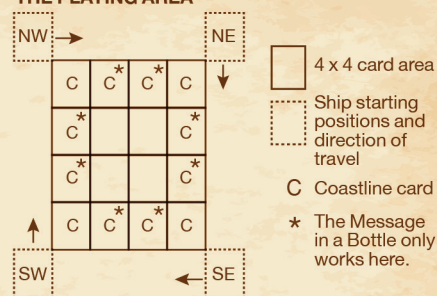 THE PLAYING AREA
NW NE
C C* C* C
C* C*
C* C*
C C* C* C
SW SE
4 x 4 card area
Ship starting
positions and
direction of
travel
C Coastline card
* The Message
in a Bottle only
works here.